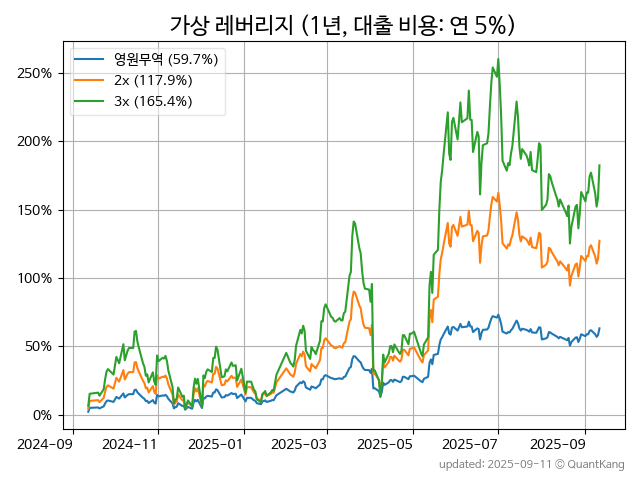 가상 레버리지 (1년, 대출 비용: 연 5%)
영원무역 (59.7%)
2x (117.9%)
3x (165.4%)
250%
200%
150%
100%
50%
0%
2024-09
2024-11
2025-01
2025-03
2025-05
2025-07
2025-09
updated: 2025-09-11 © QuantKang